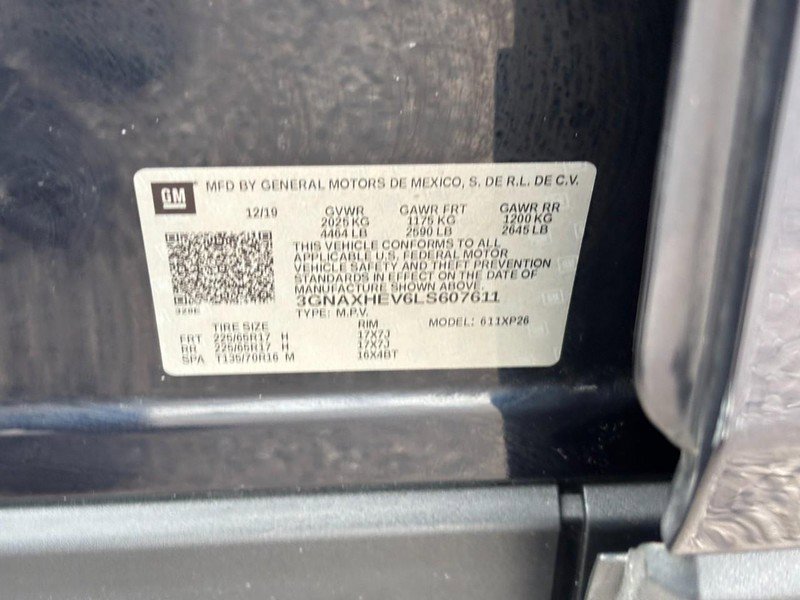 GM MFD BY GENERAL MOTORS DE MEXICO, S. DE R.L. DE C.V.
12/19 GVWR GAWR FRT GAWR RR
2025 KG 1175 KG 1200 KG
4464 LB 2590 LB 2645 LB
THIS VEHICLE CONFORMS TO ALL
APPLICABLE U.S. FEDERAL MOTOR
VEHICLE SAFETY AND THEFT PREVENTION
STANDARDS IN EFFECT ON THE DATE OF
MANUFACTURE SHOWN ABOVE.
3GNAXHEV6LS607611
TYPE: M.P.V. MODEL: 611XP26
TIRE SIZE RIM
FRT 225/65R17 H 17X7J
RR 225/65R17 H 17X7J
SPA T135/70R16 M 16X4BT